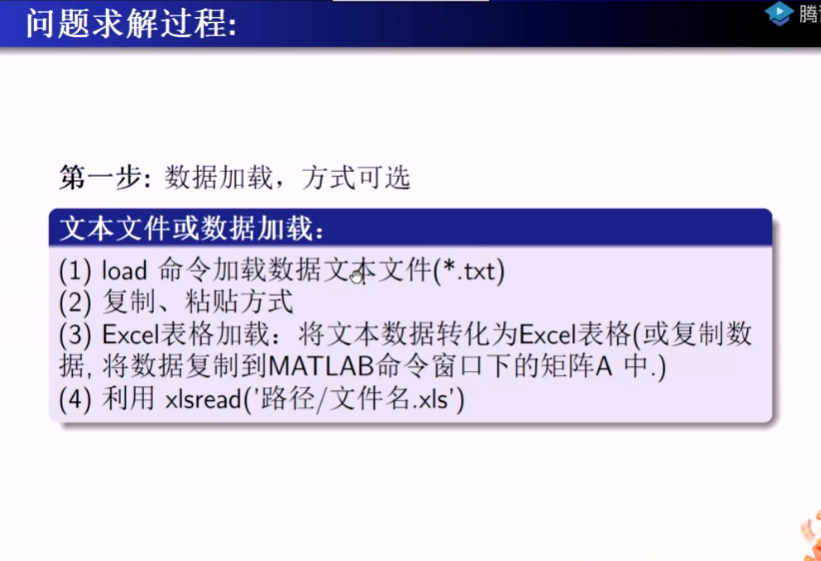 问题求解过程:
腾
第一步: 数据加载，方式可选
文本文件或数据加载：
(1) load 命令加载数据文本文件(*.txt)
(2) 复制、粘贴方式
(3) Excel表格加载：将文本数据转化为Excel表格(或复制数
据, 将数据复制到MATLAB命令窗口下的矩阵A 中.)
(4) 利用 xlsread('路径/文件名.xls')